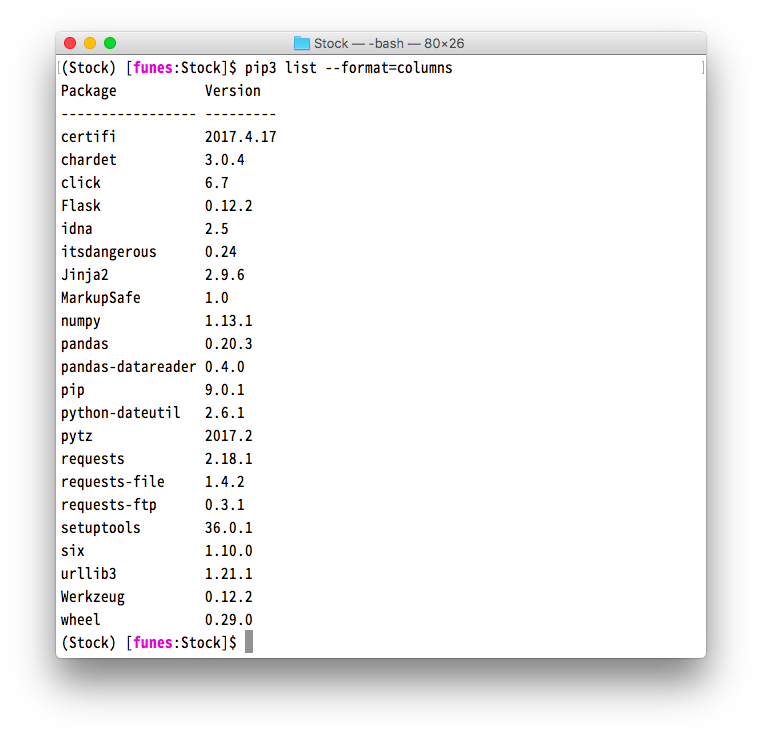 Stock — -bash — 80×26
(Stock) [funes:Stock]$ pip3 list --format=columns
Package           Version
----------------- ---------
certifi           2017.4.17
chardet           3.0.4
click             6.7
Flask             0.12.2
idna              2.5
itsdangerous      0.24
Jinja2            2.9.6
MarkupSafe        1.0
numpy             1.13.1
pandas            0.20.3
pandas-datareader 0.4.0
pip               9.0.1
python-dateutil   2.6.1
pytz              2017.2
requests          2.18.1
requests-file     1.4.2
requests-ftp      0.3.1
setuptools        36.0.1
six               1.10.0
urllib3           1.21.1
Werkzeug          0.12.2
wheel             0.29.0
(Stock) [funes:Stock]$